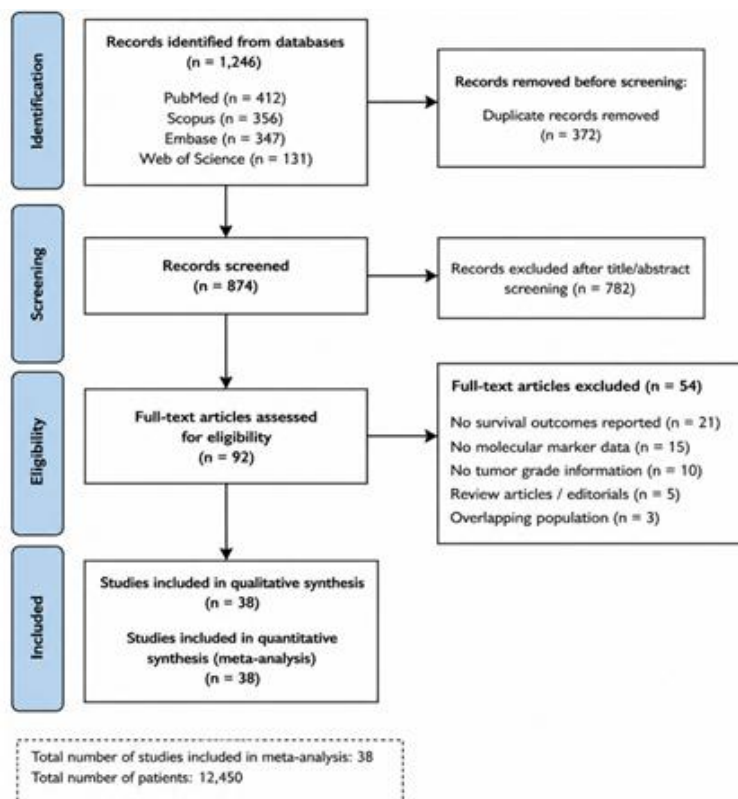 Identification
Records identified from databases
(n = 1,246)
PubMed (n = 412)
Scopus (n = 356)
Embase (n = 347)
Web of Science (n = 131)
Records removed before screening:
Duplicate records removed
(n = 372)
Screening
Records screened
(n = 874)
Records excluded after title/abstract
screening (n = 782)
Eligibility
Full-text articles assessed
for eligibility
(n = 92)
Full-text articles excluded (n = 54)
No survival outcomes reported (n = 21)
No molecular marker data (n = 15)
No tumor grade information (n = 10)
Review articles / editorials (n = 5)
Overlapping population (n = 3)
Included
Studies included in qualitative synthesis
(n = 38)
Studies included in quantitative
synthesis (meta-analysis)
(n = 38)
Total number of studies included in meta-analysis: 38
Total number of patients: 12,450